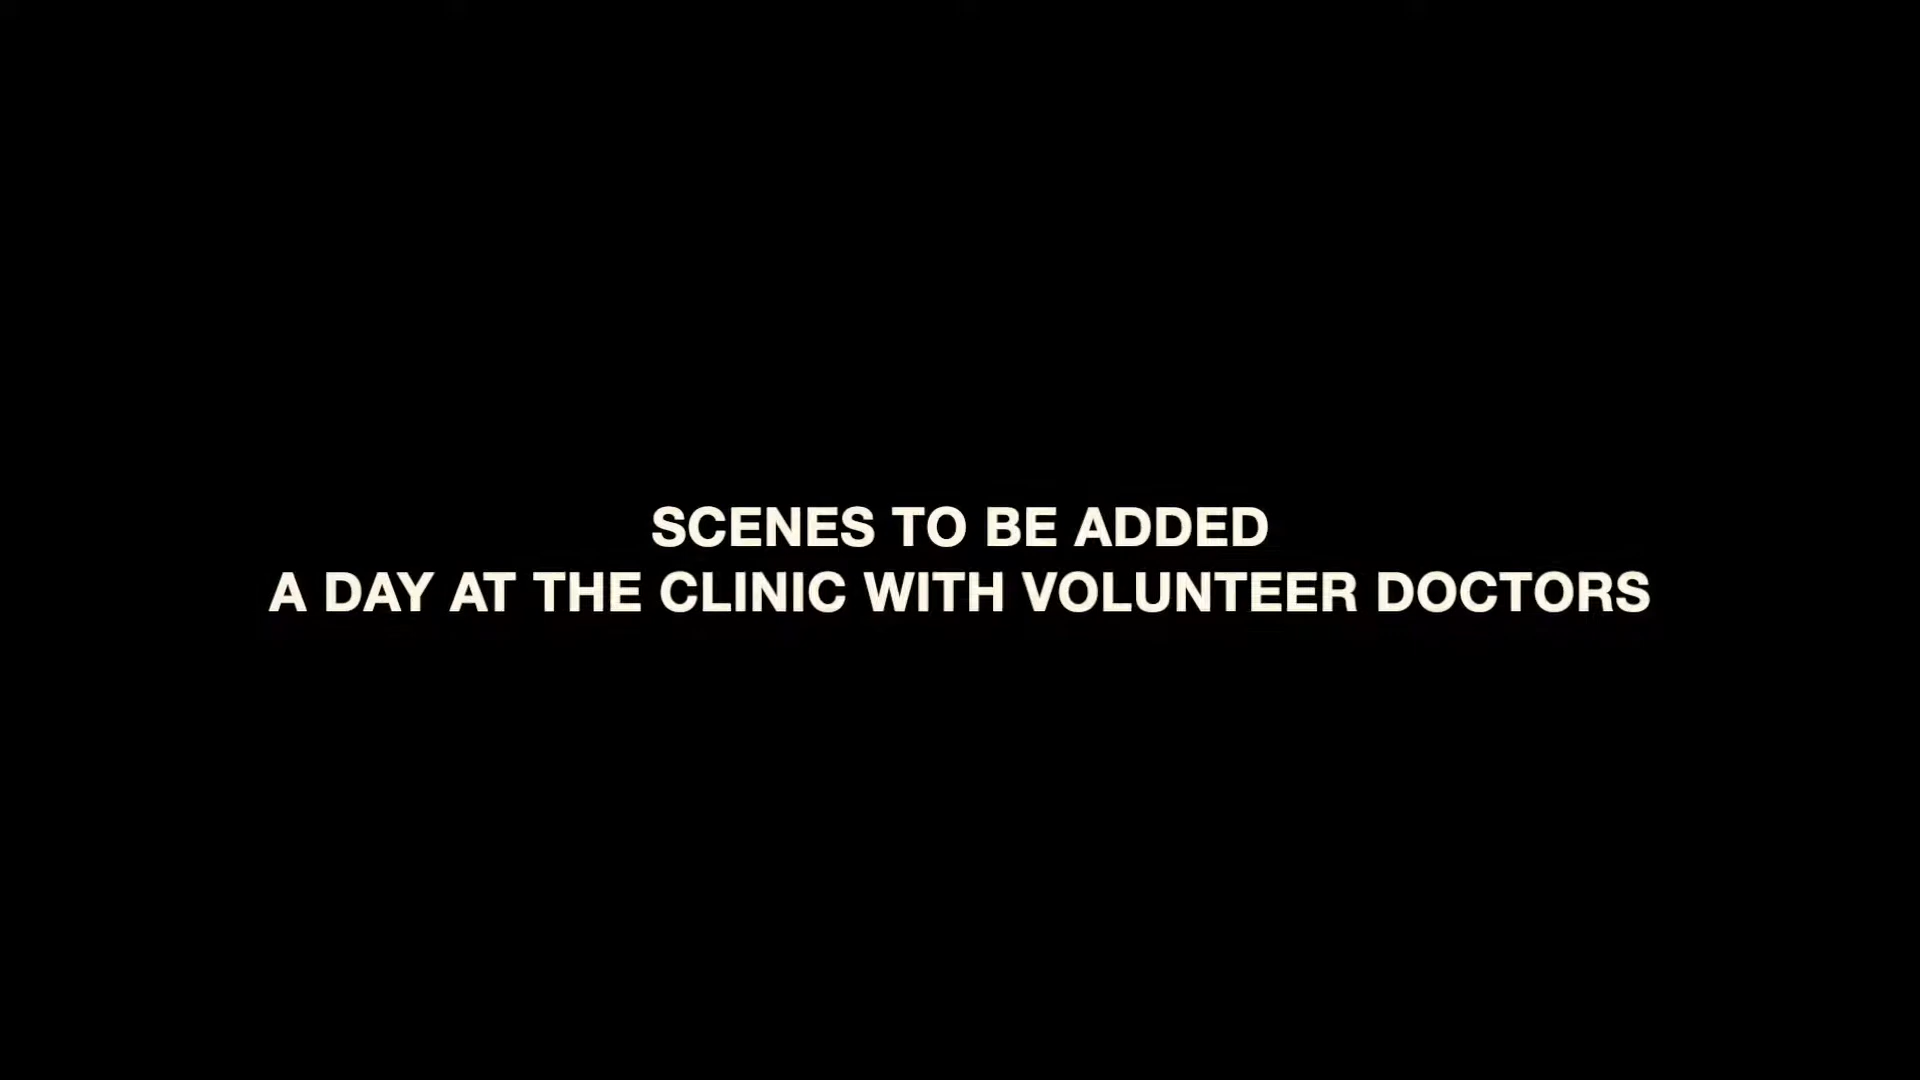 SCENES TO BE ADDED
A DAY AT THE CLINIC WITH VOLUNTEER DOCTORS